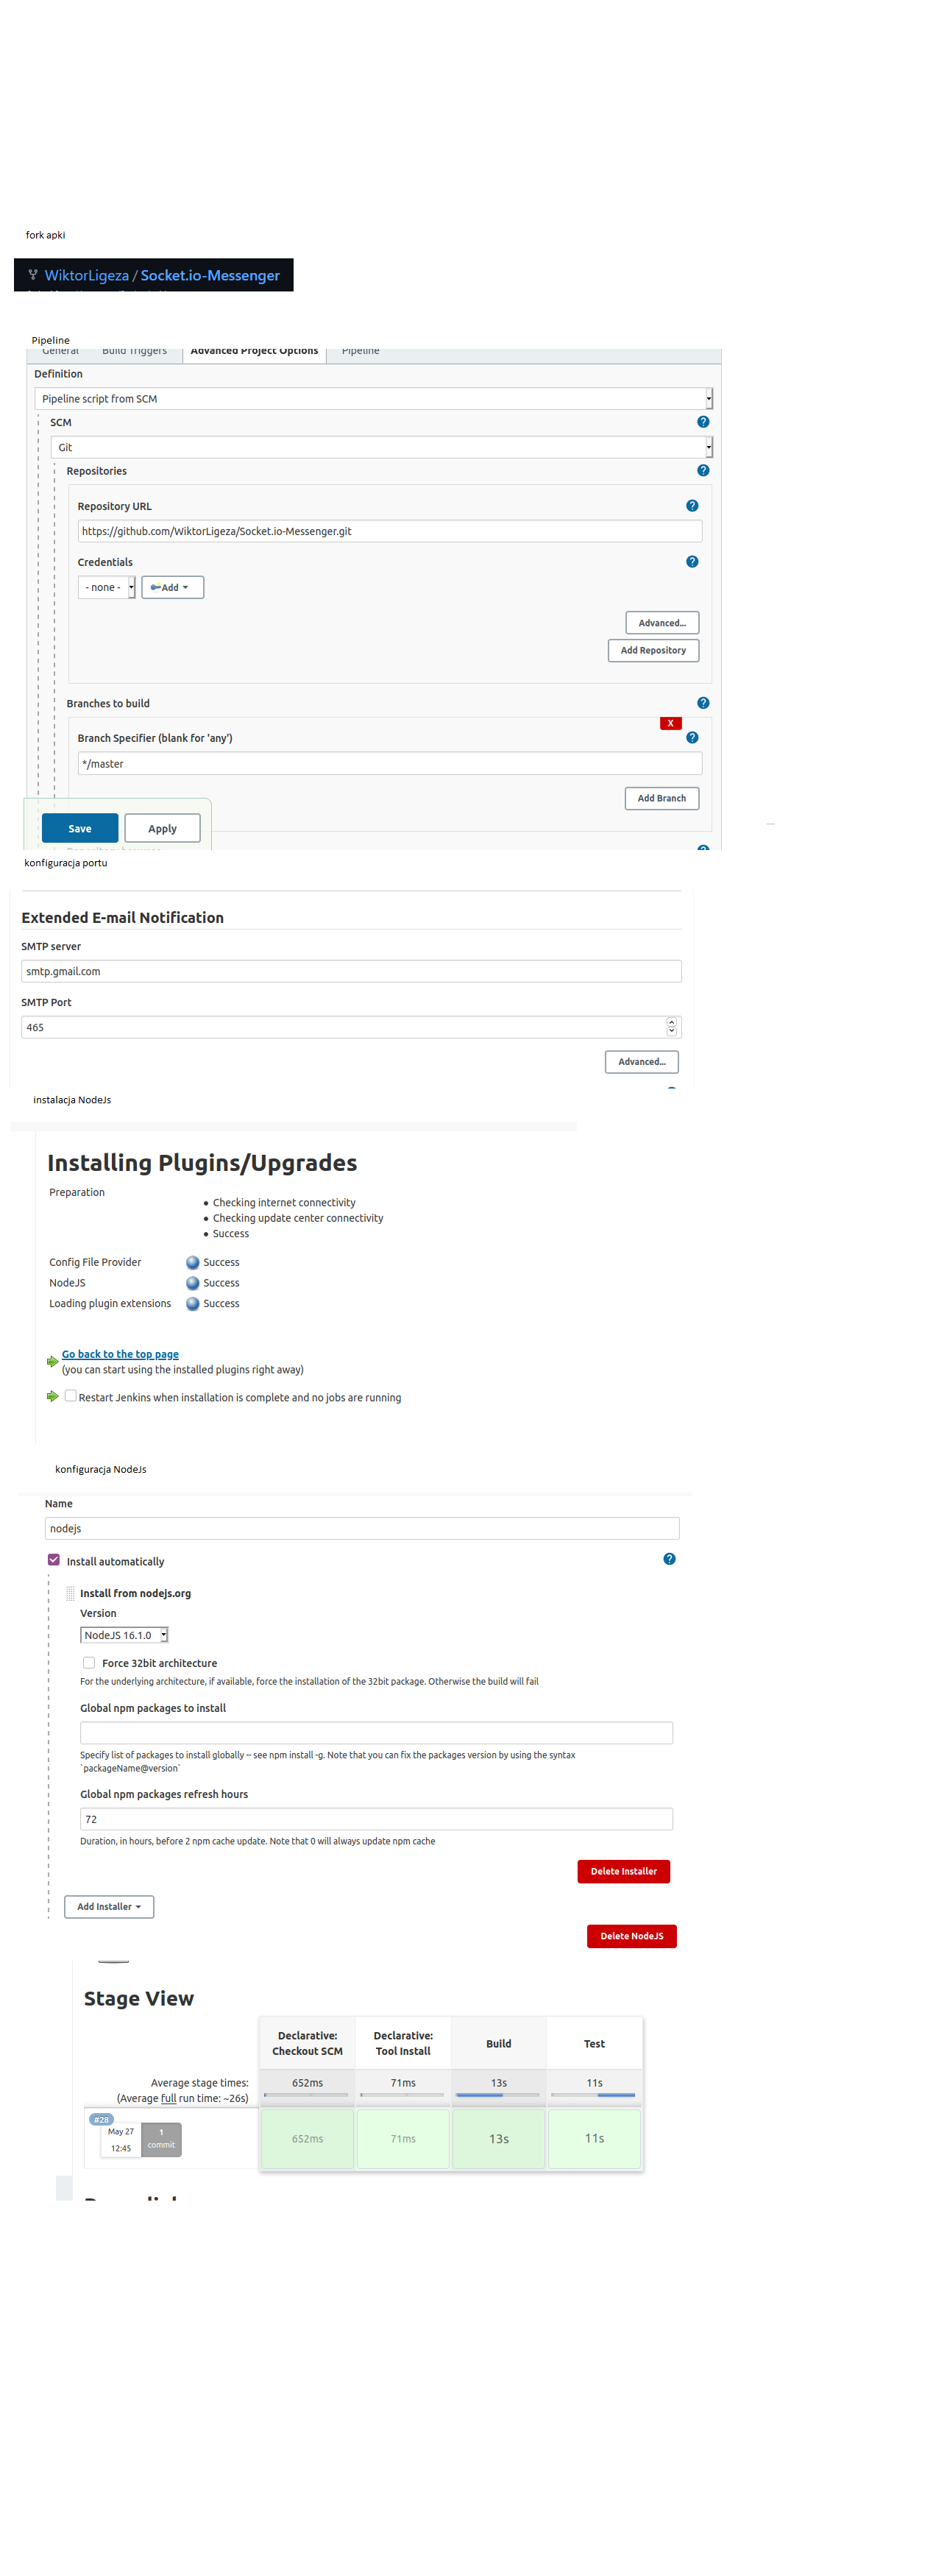 fork apki
WiktorLigeza / Socket.io-Messenger
Pipeline
General Build Triggers Advanced Project Options Pipeline
Definition
Pipeline script from SCM
SCM
Git
Repositories
Repository URL
https://github.com/WiktorLigeza/Socket.io-Messenger.git
Credentials
- none - Add
Advanced...
Add Repository
Branches to build
X
Branch Specifier (blank for 'any')
*/master
Add Branch
Save Apply
konfiguracja portu
Extended E-mail Notification
SMTP server
smtp.gmail.com
SMTP Port
465
Advanced...
instalacja NodeJs
Installing Plugins/Upgrades
Preparation
Checking internet connectivity
Checking update center connectivity
Success
Config File Provider Success
NodeJS Success
Loading plugin extensions Success
Go back to the top page
(you can start using the installed plugins right away)
Restart Jenkins when installation is complete and no jobs are running
konfiguracja NodeJs
Name
nodejs
Install automatically
Install from nodejs.org
Version
NodeJS 16.1.0
Force 32bit architecture
For the underlying architecture, if available, force the installation of the 32bit package. Otherwise the build will fail
Global npm packages to install
Specify list of packages to install globally -- see npm install -g. Note that you can fix the packages version by using the syntax
`packageName@version`
Global npm packages refresh hours
72
Duration, in hours, before 2 npm cache update. Note that 0 will always update npm cache
Delete Installer
Add Installer
Delete NodeJS
Stage View
Declarative: Declarative:
Checkout SCM Tool Install Build Test
Average stage times: 652ms 71ms 13s 11s
(Average full run time: ~26s)
#28
May 27 1
12:45 commit
652ms 71ms 13s 11s